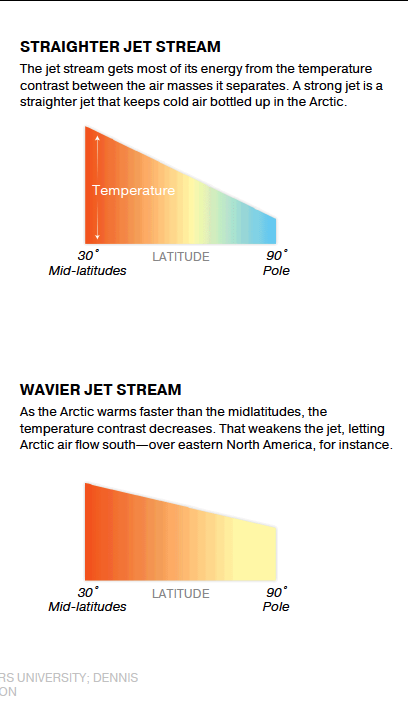 STRAIGHTER JET STREAM
The jet stream gets most of its energy from the temperature
contrast between the air masses it separates. A strong jet is a
straighter jet that keeps cold air bottled up in the Arctic.
Temperature
30° LATITUDE 90°
Mid-latitudes Pole
WAVIER JET STREAM
As the Arctic warms faster than the midlatitudes, the
temperature contrast decreases. That weakens the jet, letting
Arctic air flow south—over eastern North America, for instance.
30° LATITUDE 90°
Mid-latitudes Pole
RS UNIVERSITY; DENNIS
ON